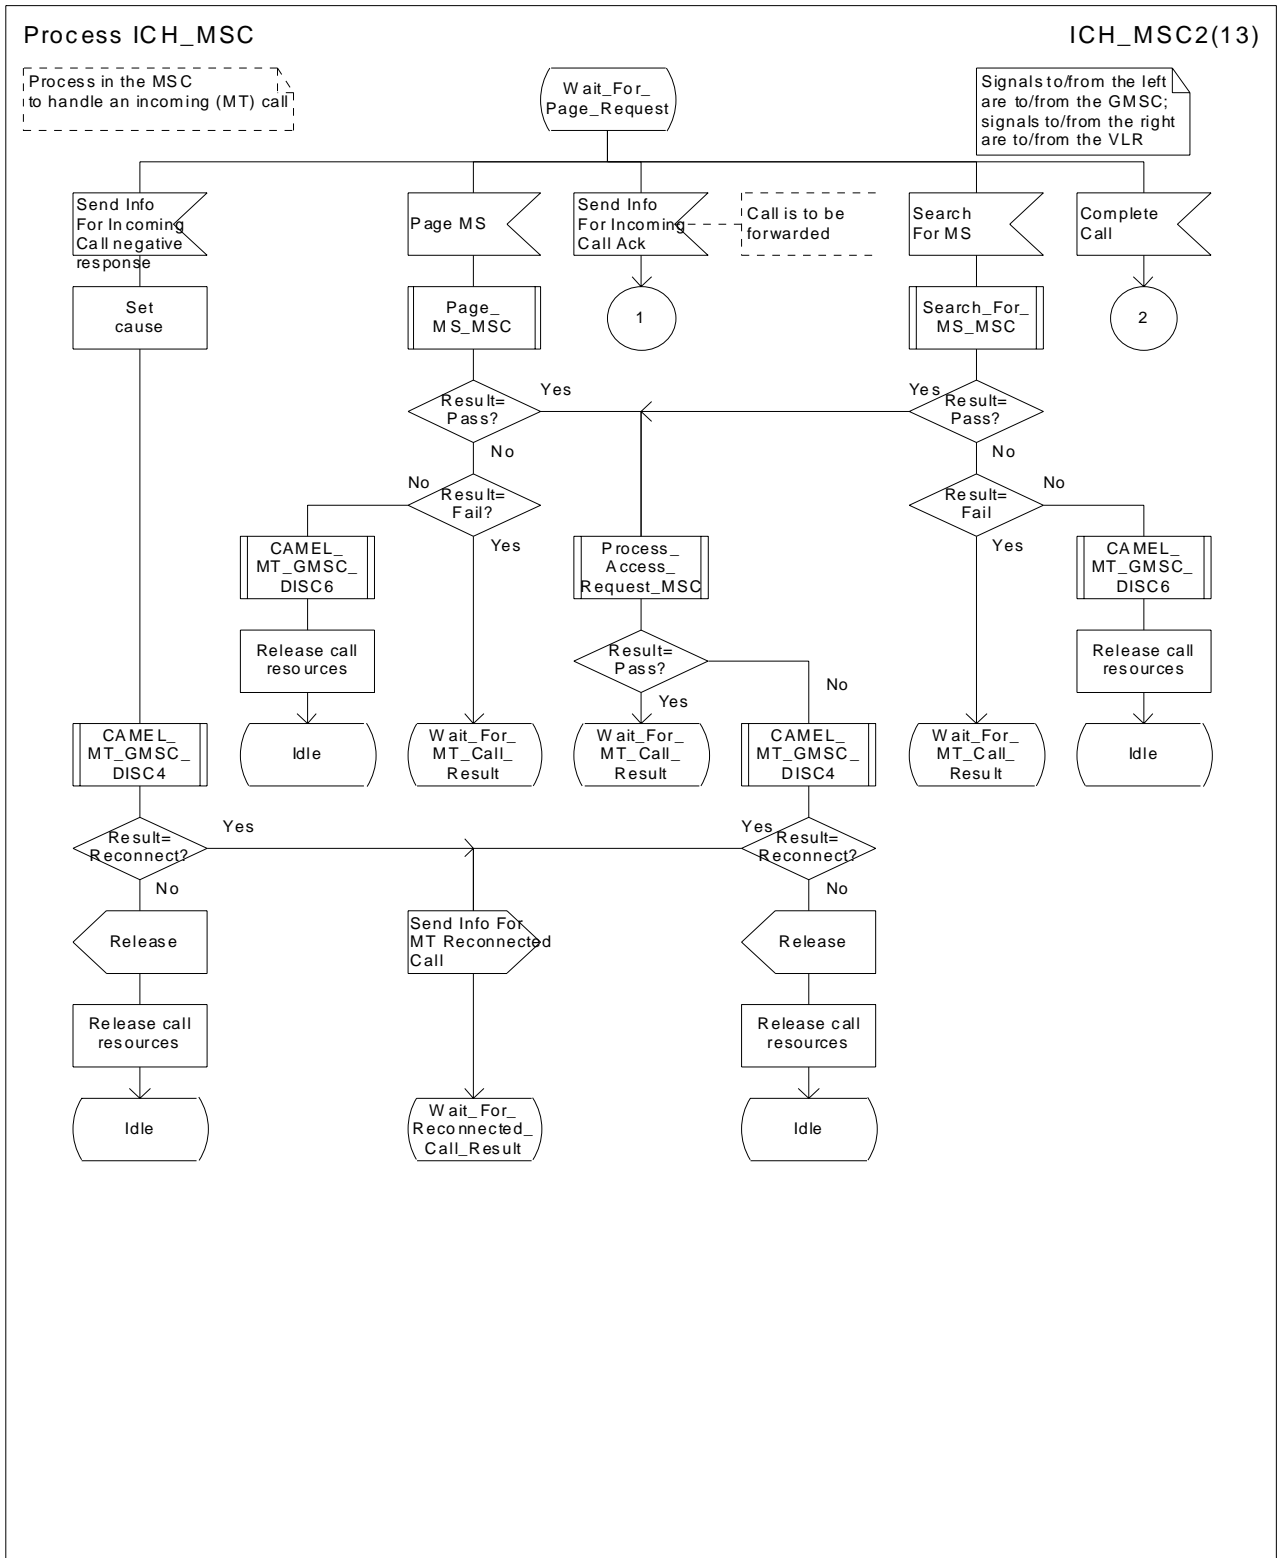 Process ICH_MSC
ICH_MSC2(13)
Process in the MSC
to handle an incoming (MT) call
Wait_For_
Page_Request
Signals to/from the left
are to/from the GMSC;
signals to/from the right
are to/from the VLR
Send Info
For Incoming
Call negative
response
Page MS
Send Info
For Incoming
Call Ack
Call is to be
forwarded
Search
For MS
Complete
Call
Set
cause
Page_
MS_MSC
1
Search_For_
MS_MSC
2
Result=
Pass?
Yes
No
Yes
Result=
Pass?
No
No
Result=
Fail?
Yes
Result=
Fail
No
Yes
CAMEL_
MT_GMSC_
DISC6
Process_
Access_
Request_MSC
CAMEL_
MT_GMSC_
DISC6
Release call
resources
Result=
Pass?
No
Yes
Release call
resources
CAMEL_
MT_GMSC_
DISC4
Idle
Wait_For_
MT_Call_
Result
Wait_For_
MT_Call_
Result
CAMEL_
MT_GMSC_
DISC4
Wait_For_
MT_Call_
Result
Idle
Result=
Reconnect?
Yes
No
Yes
Result=
Reconnect?
No
Release
Send Info For
MT Reconnected
Call
Release
Release call
resources
Release call
resources
Idle
Wait_For_
Reconnected_
Call_Result
Idle